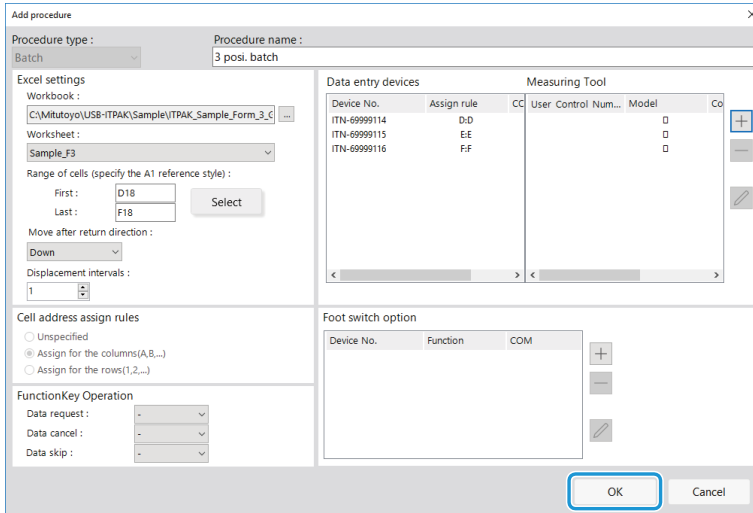 Add procedure
Procedure type :
Procedure name :
Batch
3 posi. batch
Excel settings
Workbook :
C:\Mitutoyo\USB-ITPAK\Sample\ITPAK_Sample_Form_3_G
...
Worksheet :
Sample_F3
Range of cells (specify the A1 reference style) :
First :
D18
Last :
F18
Select
Move after return direction :
Down
Displacement intervals :
1
Data entry devices
Device No. Assign rule CC
ITN-69999114 D:D
ITN-69999115 E:E
ITN-69999116 F:F
Measuring Tool
User Control Num... Model Co
Cell address assign rules
Unspecified
Assign for the columns(A,B,...)
Assign for the rows(1,2,...)
FunctionKey Operation
Data request : -
Data cancel : -
Data skip : -
Foot switch option
Device No. Function COM
OK
Cancel